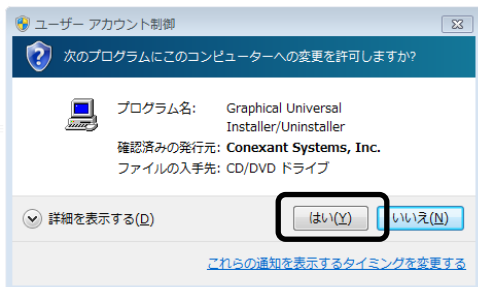 ユーザー アカウント制御
次のプログラムにこのコンピューターへの変更を許可しますか?
プログラム名: Graphical Universal
Installer/Uninstaller
確認済みの発行元: Conexant Systems, Inc.
ファイルの入手先: CD/DVD ドライブ
詳細を表示する(D) はい(Y) いいえ(N)
これらの通知を表示するタイミングを変更する